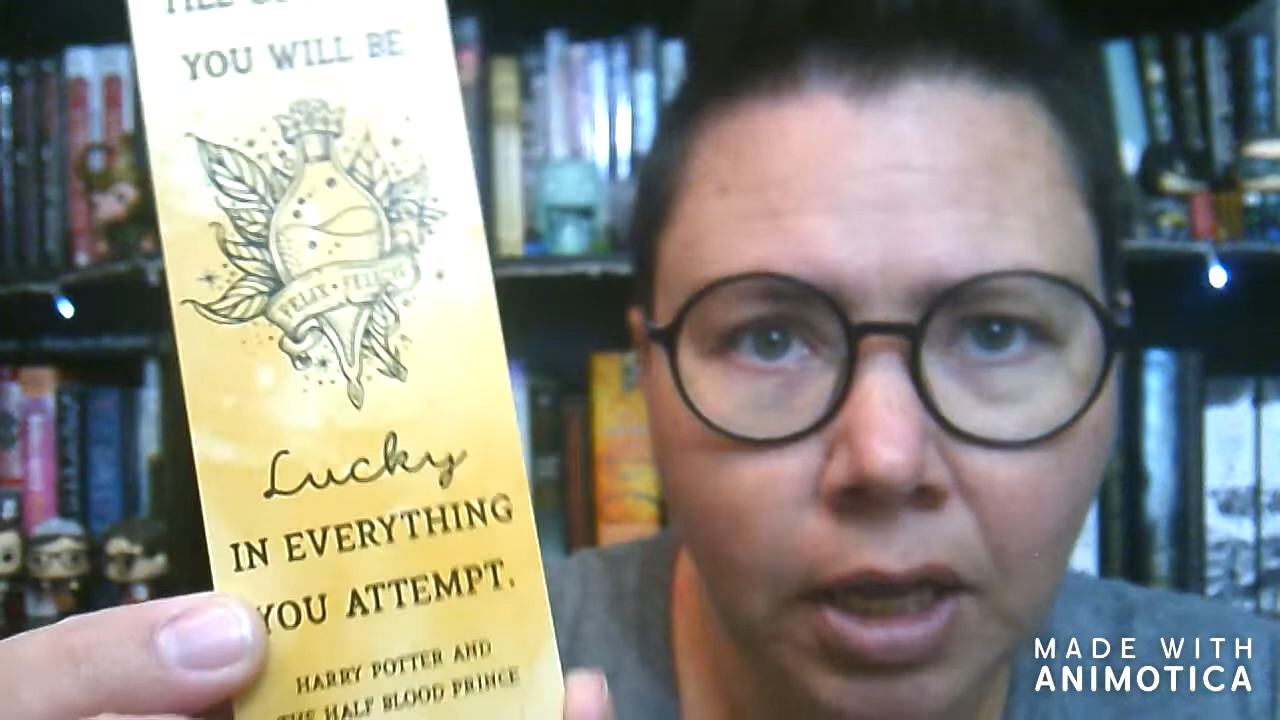 YOU WILL BE
FELIX • FELICIS
Lucky
IN EVERYTHING
YOU ATTEMPT.
HARRY POTTER AND
THE HALF BLOOD PRINCE
MADE WITH
ANIMOTICA